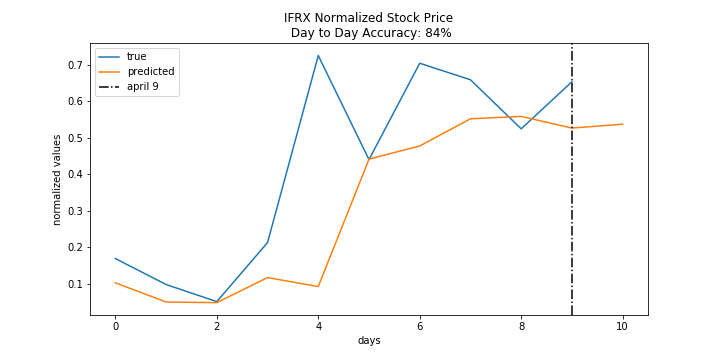 IFRX Normalized Stock Price
Day to Day Accuracy: 84%
true
predicted
april 9
normalized values
0.7
0.6
0.5
0.4
0.3
0.2
0.1
0 2 4 6 8 10
days